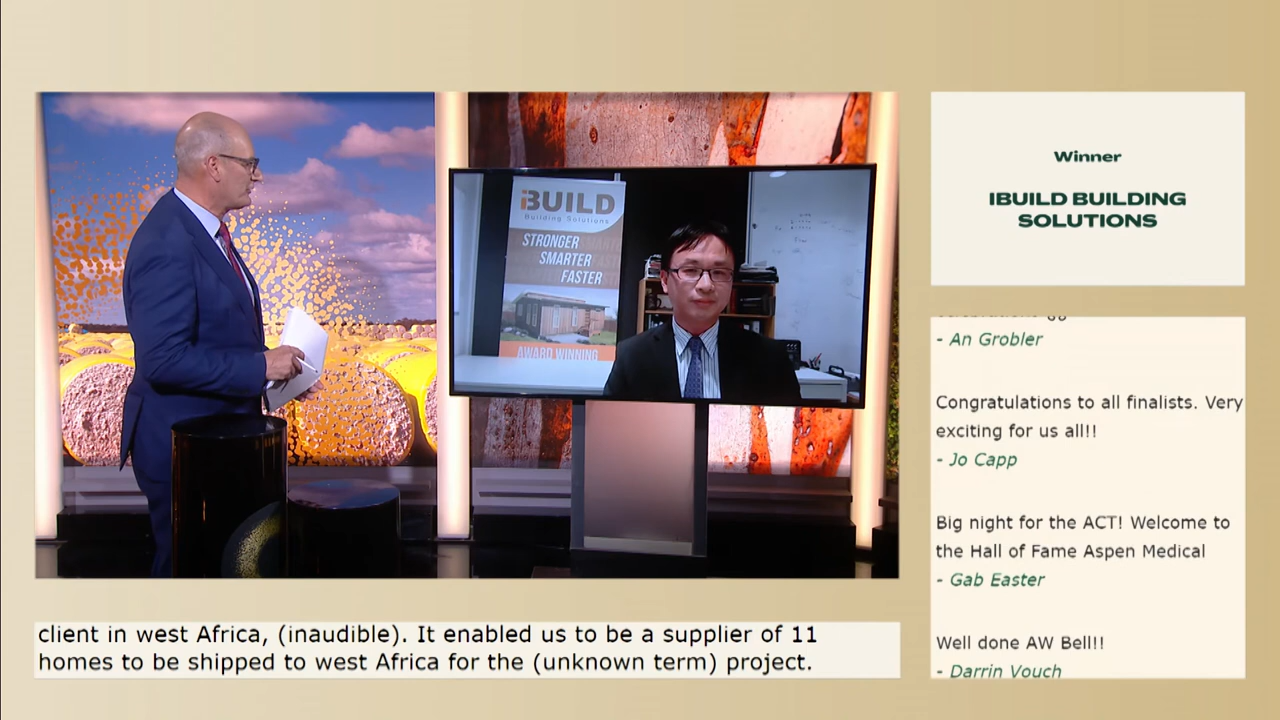 iBUILD
Building Solutions
STRONGER
SMARTER
FASTER
AWARD WINNING
Winner
IBUILD BUILDING
SOLUTIONS
- An Grobler
Congratulations to all finalists. Very
exciting for us all!!
- Jo Capp
Big night for the ACT! Welcome to
the Hall of Fame Aspen Medical
- Gab Easter
Well done AW Bell!!
- Darrin Vouch
client in west Africa, (inaudible). It enabled us to be a supplier of 11
homes to be shipped to west Africa for the (unknown term) project.